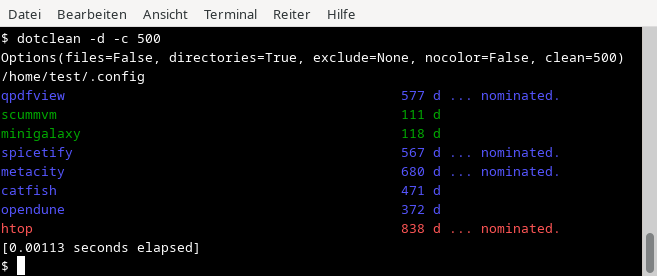 Datei Bearbeiten Ansicht Terminal Reiter Hilfe
$ dotclean -d -c 500
Options(files=False, directories=True, exclude=None, nocolor=False, clean=500)
/home/test/.config
qpdfview 577 d ... nominated.
scummvm 111 d
minigalaxy 118 d
spicetify 567 d ... nominated.
metacity 680 d ... nominated.
catfish 471 d
opendune 372 d
htop 838 d ... nominated.
[0.00113 seconds elapsed]
$